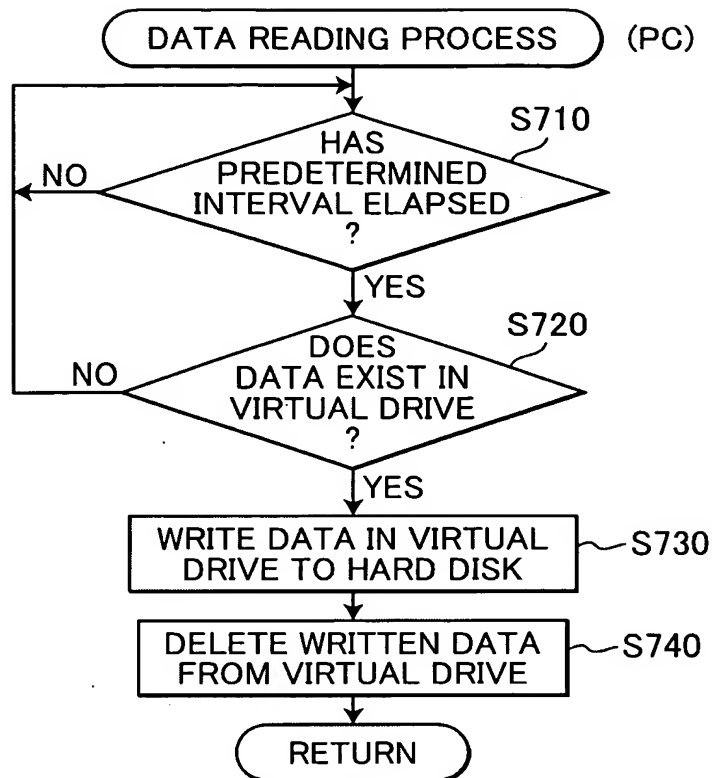 DATA READING PROCESS (PC)
S710
HAS
PREDETERMINED
INTERVAL ELAPSED
?
NO
YES
S720
DOES
DATA EXIST IN
VIRTUAL DRIVE
?
NO
YES
WRITE DATA IN VIRTUAL
DRIVE TO HARD DISK
S730
DELETE WRITTEN DATA
FROM VIRTUAL DRIVE
S740
RETURN